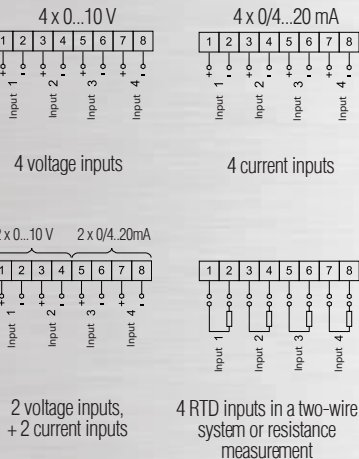 4 x 0...10 V
1 2 3 4 5 6 7 8
+ - + - + - + -
Input 1 Input 2 Input 3 Input 4
4 voltage inputs
4 x 0/4...20 mA
1 2 3 4 5 6 7 8
+ - + - + - + -
Input 1 Input 2 Input 3 Input 4
4 current inputs
2 x 0...10 V 2 x 0/4..20mA
1 2 3 4 5 6 7 8
+ - + - + - + -
Input 1 Input 2 Input 3 Input 4
2 voltage inputs,
+ 2 current inputs
1 2 3 4 5 6 7 8
Input 1 Input 2 Input 3 Input 4
4 RTD inputs in a two-wire
system or resistance
measurement